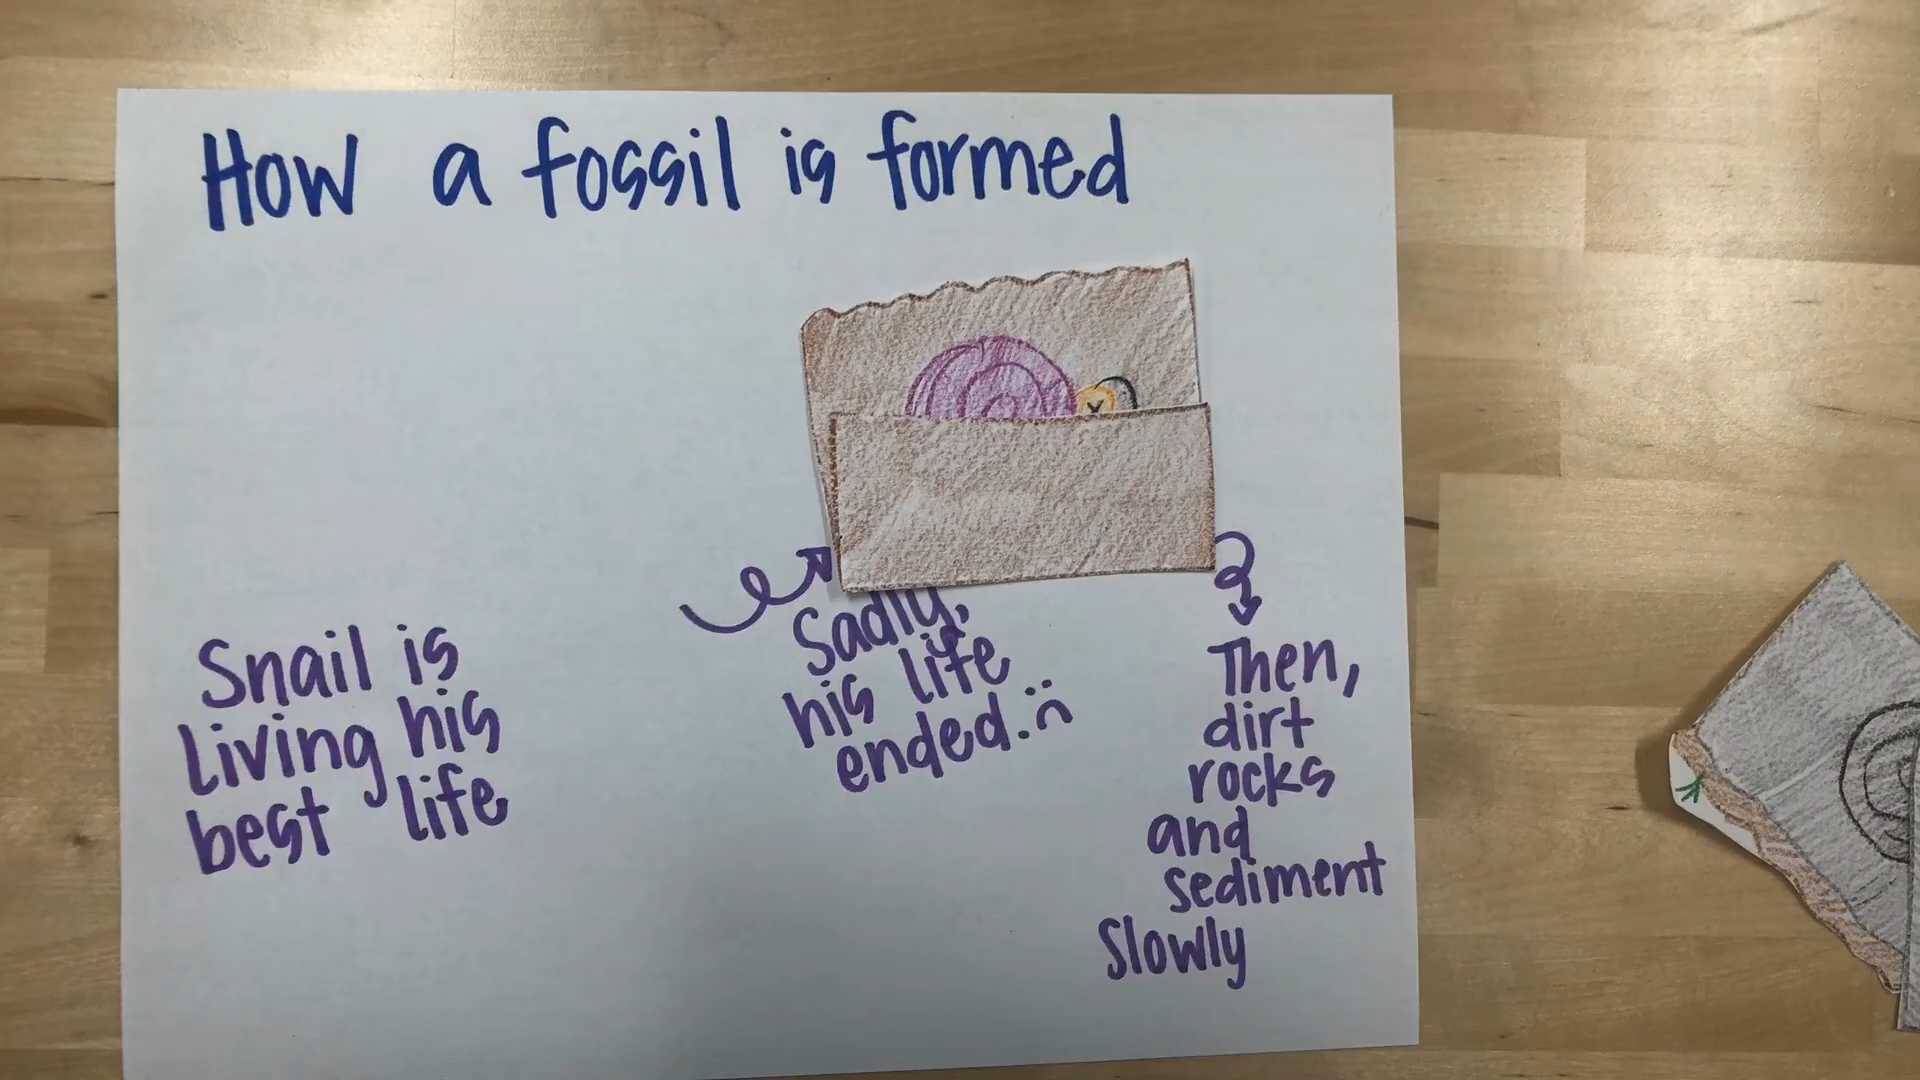 How a fossil is formed
Snail is
living his
best life
Sadly,
his life
ended. :(
Then,
dirt
rocks
and
sediment
slowly